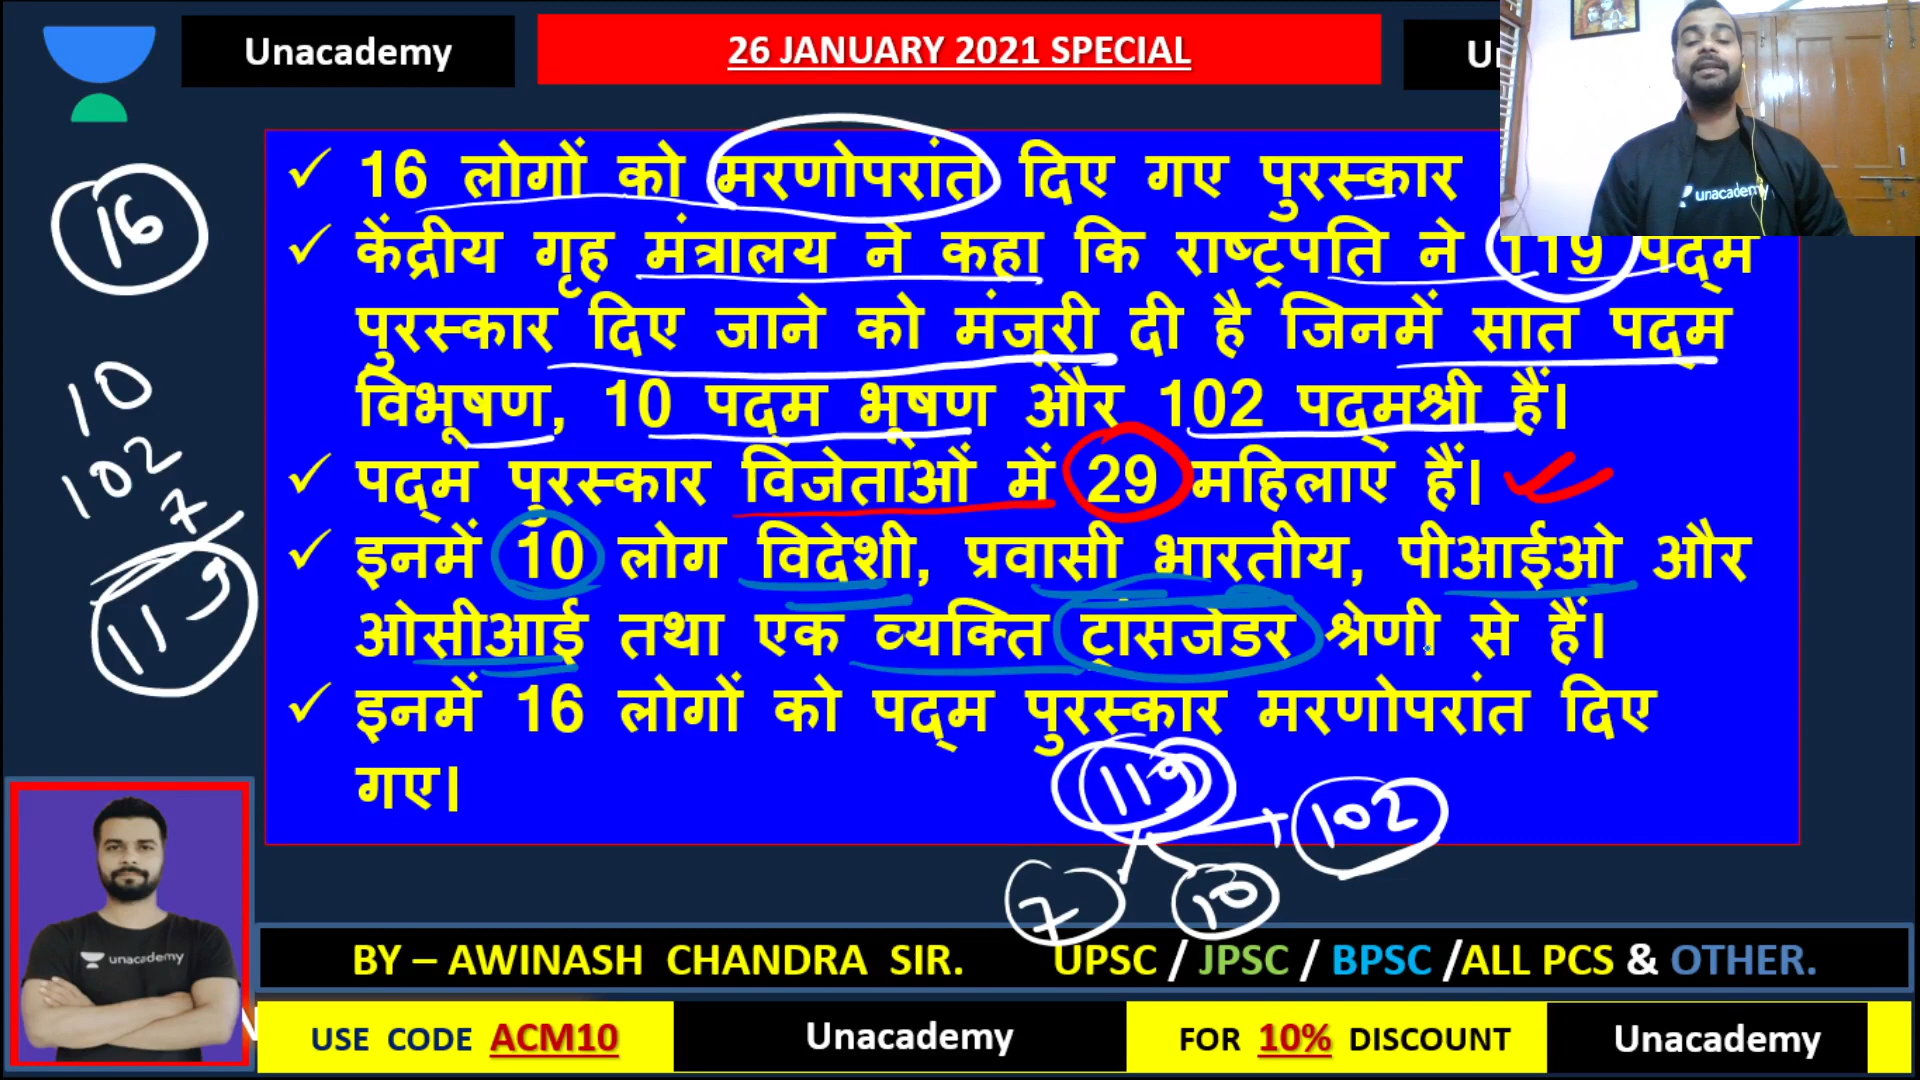 Unacademy
26 JANUARY 2021 SPECIAL
16 लोगों को मरणोपरांत दिए गए पुरस्कार
केंद्रीय गृह मंत्रालय ने कहा कि राष्ट्रपति ने 119 पद्म
पुरस्कार दिए जाने को मंजूरी दी है जिनमें सात पद्म
विभूषण, 10 पद्म भूषण और 102 पद्मश्री हैं।
पद्म पुरस्कार विजेताओं में 29 महिलाएं हैं।
इनमें 10 लोग विदेशी, प्रवासी भारतीय, पीआईओ और
ओसीआई तथा एक व्यक्ति ट्रांसजेंडर श्रेणी से हैं।
इनमें 16 लोगों को पद्म पुरस्कार मरणोपरांत दिए
गए।
16
10
102
7
119
119
102
7
10
unacademy
unacademy
BY – AWINASH CHANDRA SIR. UPSC / JPSC / BPSC /ALL PCS & OTHER.
USE CODE ACM10
Unacademy
FOR 10% DISCOUNT
Unacademy